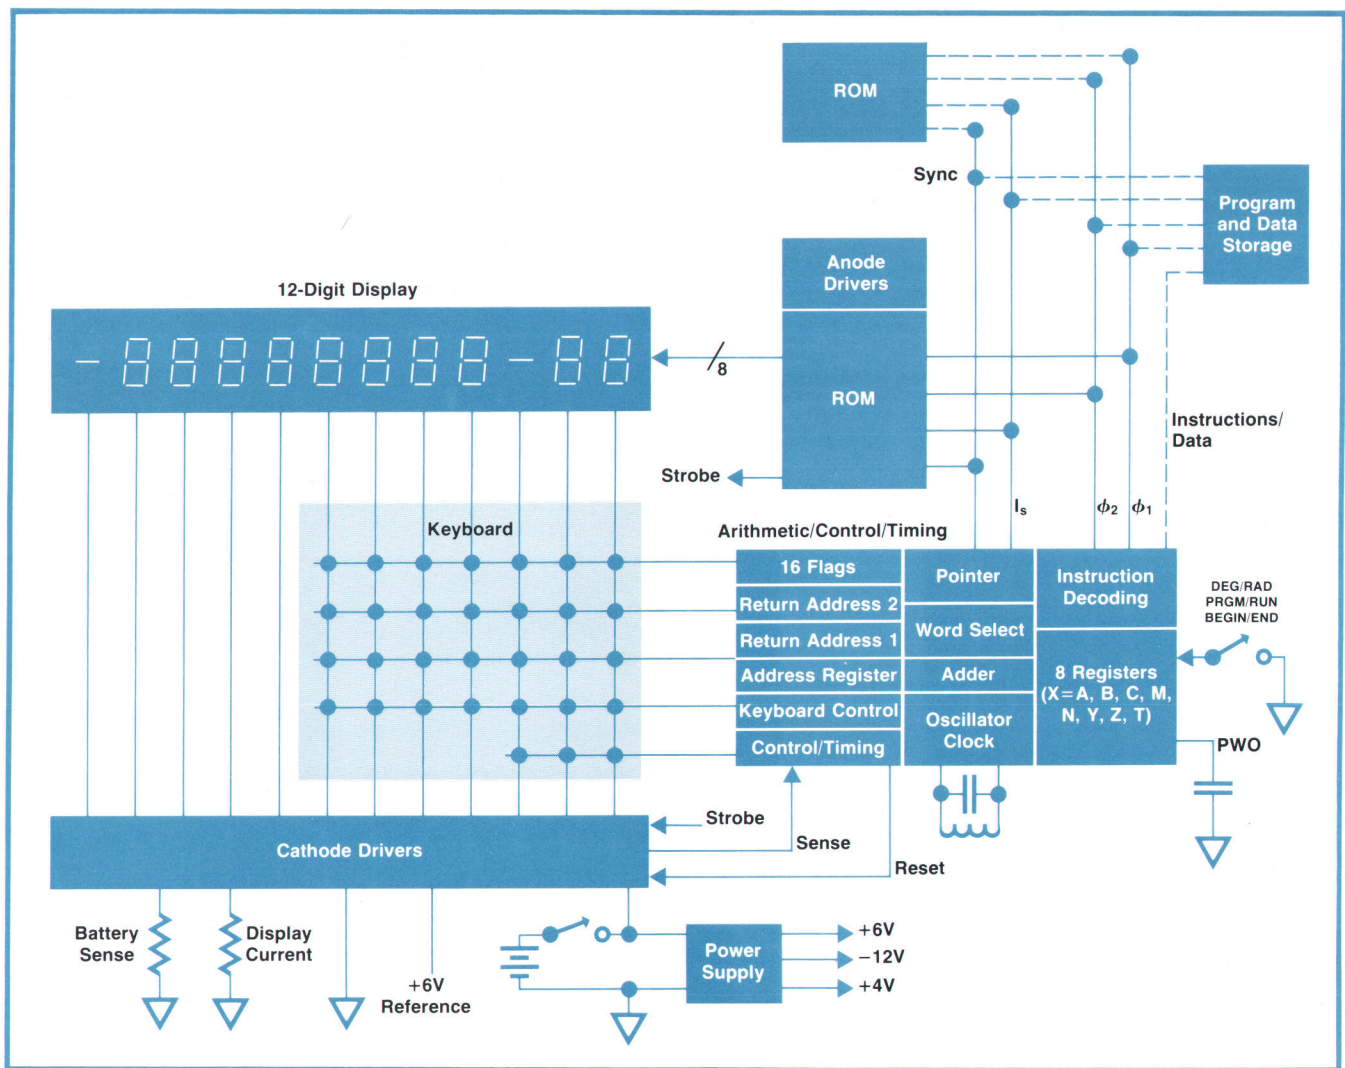 ROM
Sync
Program
and Data
Storage
Anode
Drivers
12-Digit Display
8
ROM
Instructions/
Data
Strobe
Is
ϕ2
ϕ1
Keyboard
Arithmetic/Control/Timing
16 Flags
Return Address 2
Return Address 1
Address Register
Keyboard Control
Control/Timing
Pointer
Word Select
Adder
Oscillator
Clock
Instruction
Decoding
8 Registers
(X=A, B, C, M,
N, Y, Z, T)
DEG/RAD
PRGM/RUN
BEGIN/END
PWO
Strobe
Sense
Reset
Cathode Drivers
Battery
Sense
Display
Current
+6V
Reference
Power
Supply
+6V
−12V
+4V